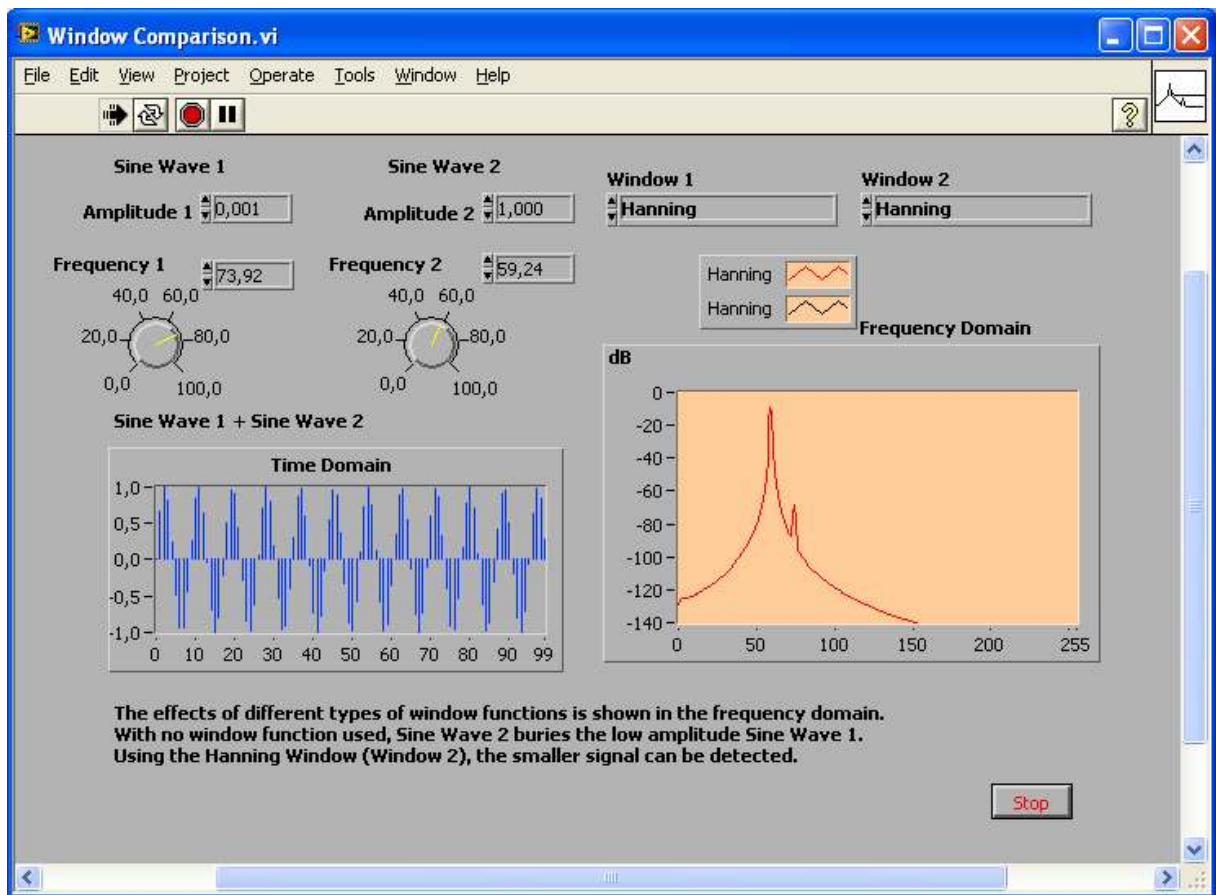 Window Comparison.vi
File Edit View Project Operate Tools Window Help
Sine Wave 1
Sine Wave 2
Window 1
Window 2
Amplitude 1 0,001
Amplitude 2 1,000
Hanning
Hanning
Frequency 1 73,92
Frequency 2 59,24
0,0 20,0 40,0 60,0 80,0 100,0
0,0 20,0 40,0 60,0 80,0 100,0
Hanning
Hanning
Frequency Domain
dB
0
-20
-40
-60
-80
-100
-120
-140
0 50 100 150 200 255
Sine Wave 1 + Sine Wave 2
Time Domain
1,0
0,5
0,0
-0,5
-1,0
0 10 20 30 40 50 60 70 80 90 99
The effects of different types of window functions is shown in the frequency domain.
With no window function used, Sine Wave 2 buries the low amplitude Sine Wave 1.
Using the Hanning Window (Window 2), the smaller signal can be detected.
Stop